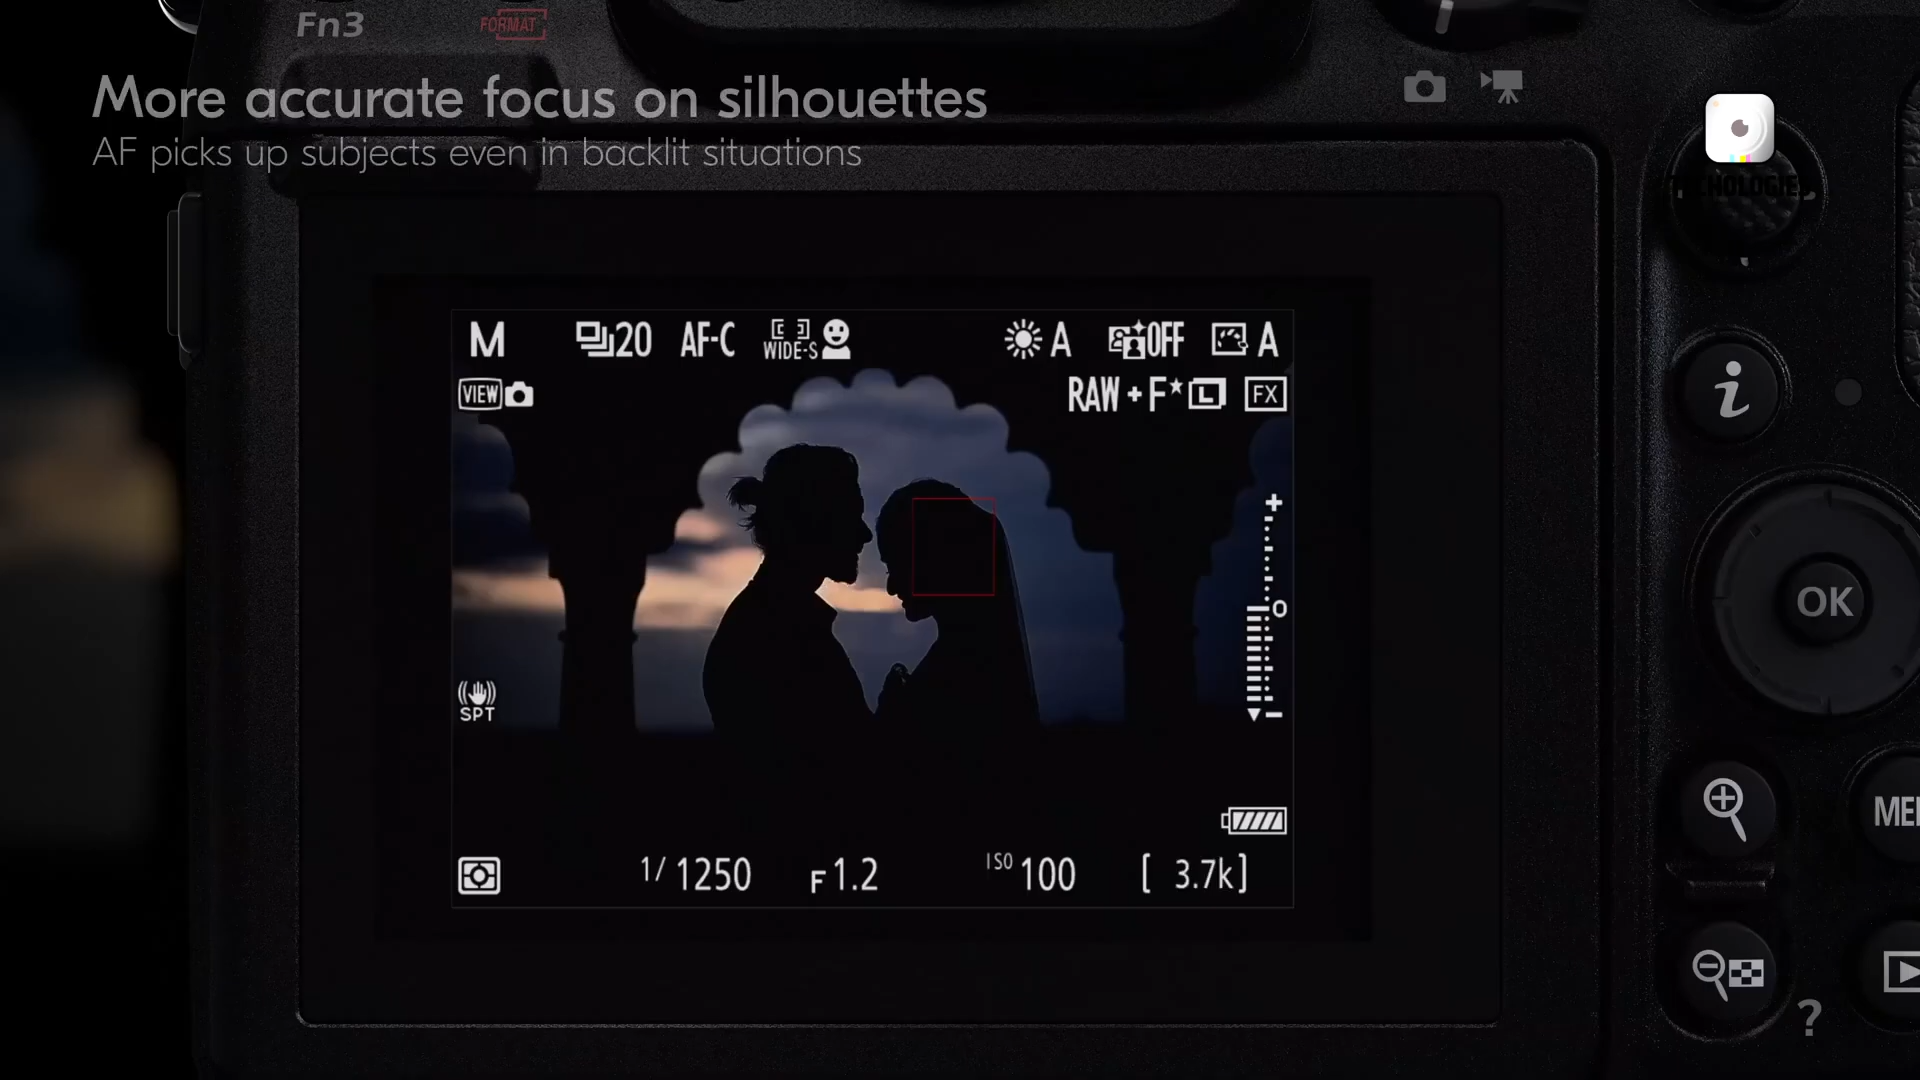 Fn3
FORMAT
More accurate focus on silhouettes
AF picks up subjects even in backlit situations
M 20 AF-C WIDE-S A OFF A
VIEW RAW + F★ L FX
i
+
0
OK
SPT
−
MEN
1/1250 F1.2 ISO 100 [ 3.7k]
?